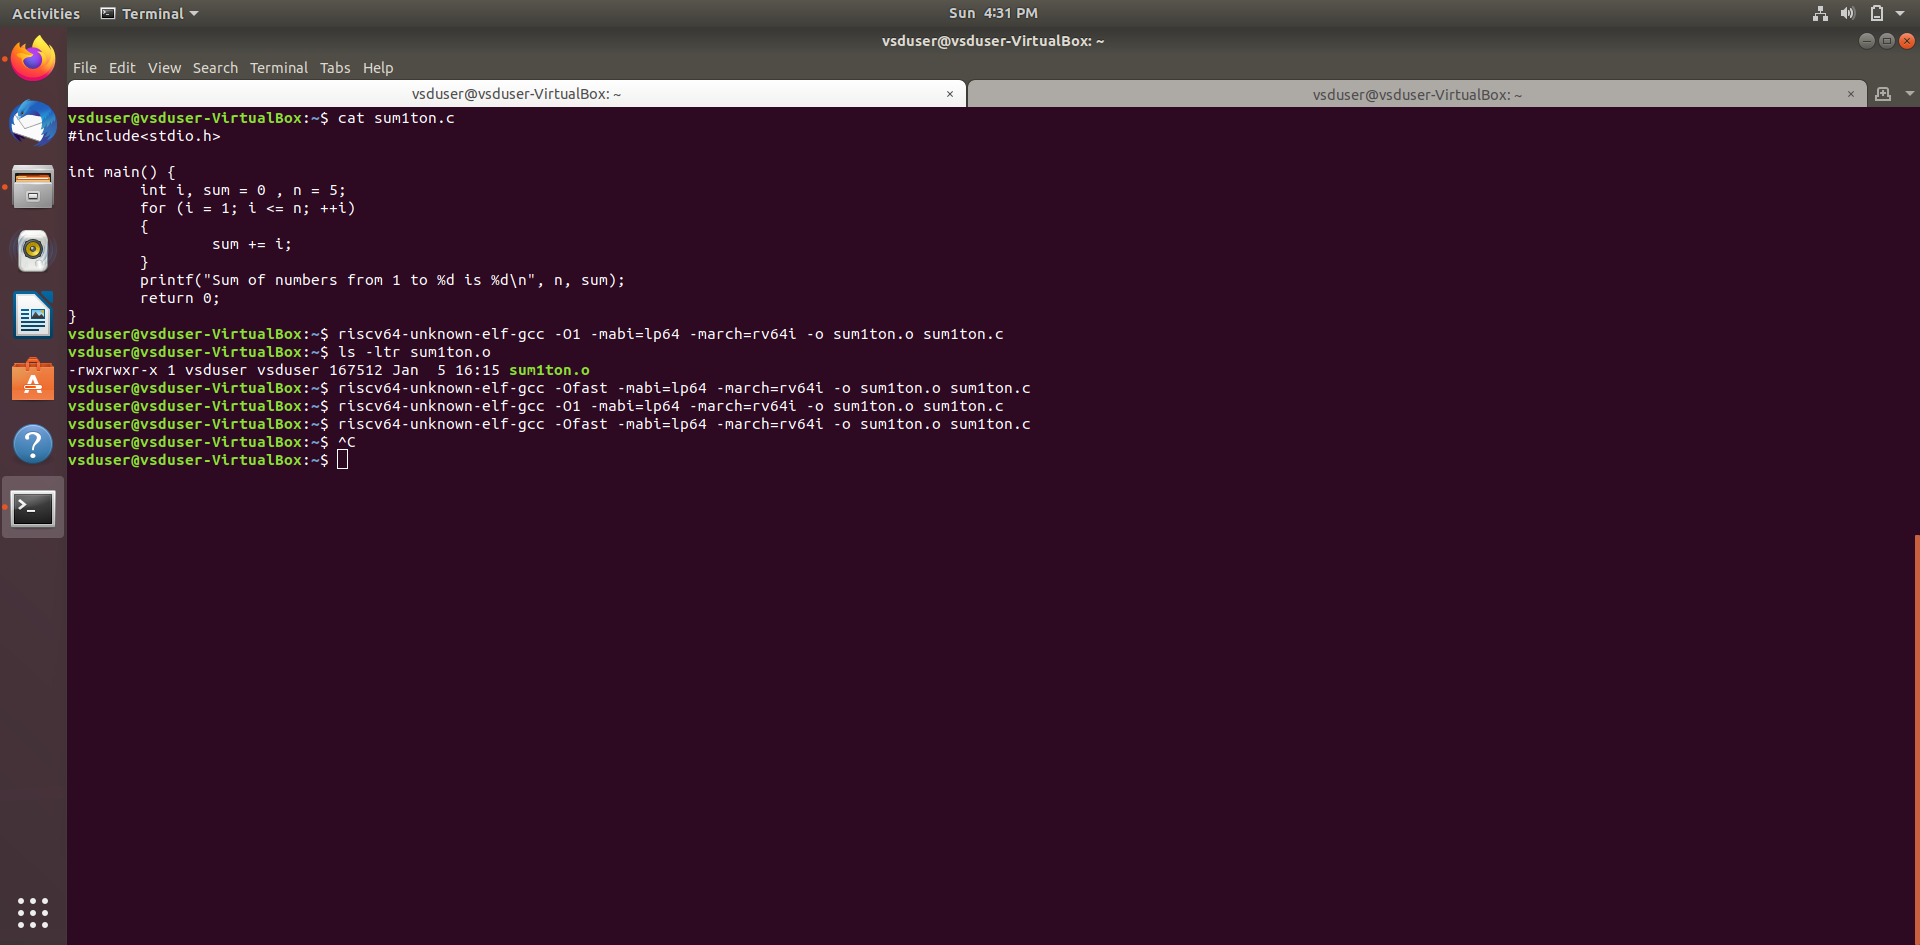 Activities Terminal Sun 4:31 PM
vsduser@vsduser-VirtualBox: ~
File Edit View Search Terminal Tabs Help
vsduser@vsduser-VirtualBox: ~ × vsduser@vsduser-VirtualBox: ~ ×
vsduser@vsduser-VirtualBox:~$ cat sum1ton.c
#include<stdio.h>
int main() {
        int i, sum = 0 , n = 5;
        for (i = 1; i <= n; ++i)
        {
                sum += i;
        }
        printf("Sum of numbers from 1 to %d is %d\n", n, sum);
        return 0;
}
vsduser@vsduser-VirtualBox:~$ riscv64-unknown-elf-gcc -O1 -mabi=lp64 -march=rv64i -o sum1ton.o sum1ton.c
vsduser@vsduser-VirtualBox:~$ ls -ltr sum1ton.o
-rwxrwxr-x 1 vsduser vsduser 167512 Jan  5 16:15 sum1ton.o
vsduser@vsduser-VirtualBox:~$ riscv64-unknown-elf-gcc -Ofast -mabi=lp64 -march=rv64i -o sum1ton.o sum1ton.c
vsduser@vsduser-VirtualBox:~$ riscv64-unknown-elf-gcc -O1 -mabi=lp64 -march=rv64i -o sum1ton.o sum1ton.c
vsduser@vsduser-VirtualBox:~$ riscv64-unknown-elf-gcc -Ofast -mabi=lp64 -march=rv64i -o sum1ton.o sum1ton.c
vsduser@vsduser-VirtualBox:~$ ^C
vsduser@vsduser-VirtualBox:~$